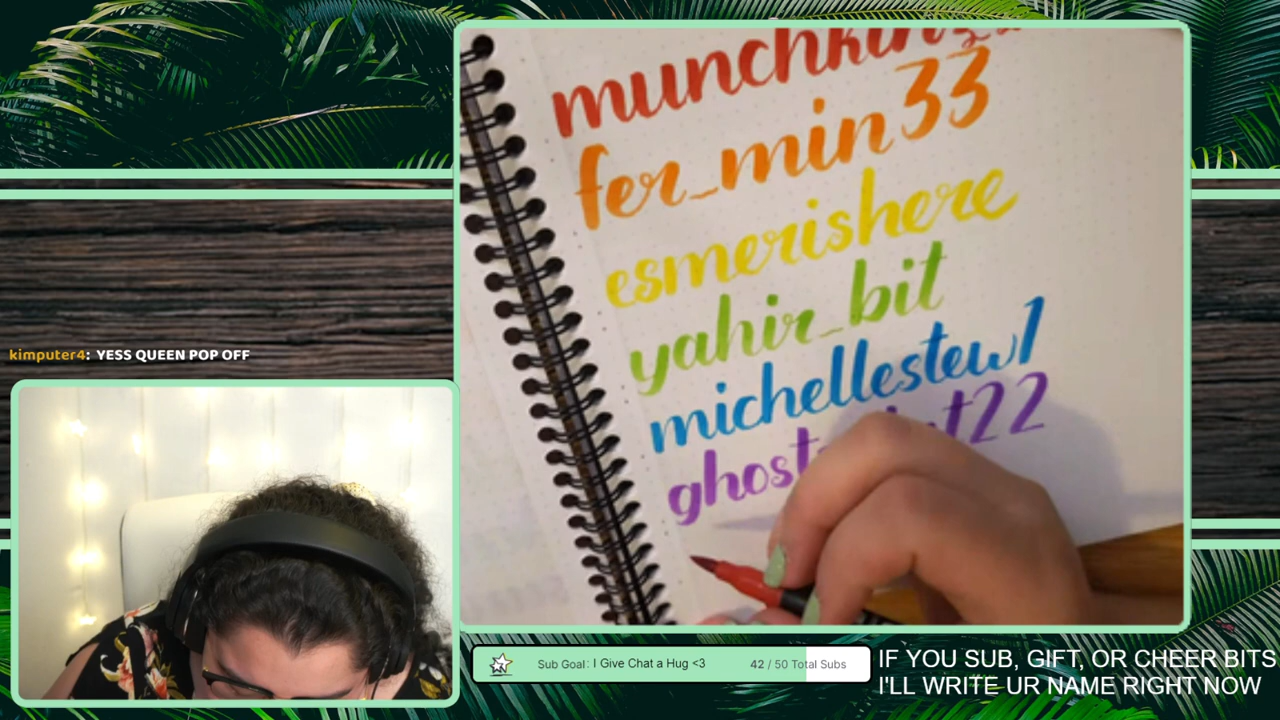 fer_min33
esmerishere
yahir_bit
michellestew1
kimputer4: YESS QUEEN POP OFF
Sub Goal: I Give Chat a Hug <3 42 / 50 Total Subs
IF YOU SUB, GIFT, OR CHEER BITS
I'LL WRITE UR NAME RIGHT NOW